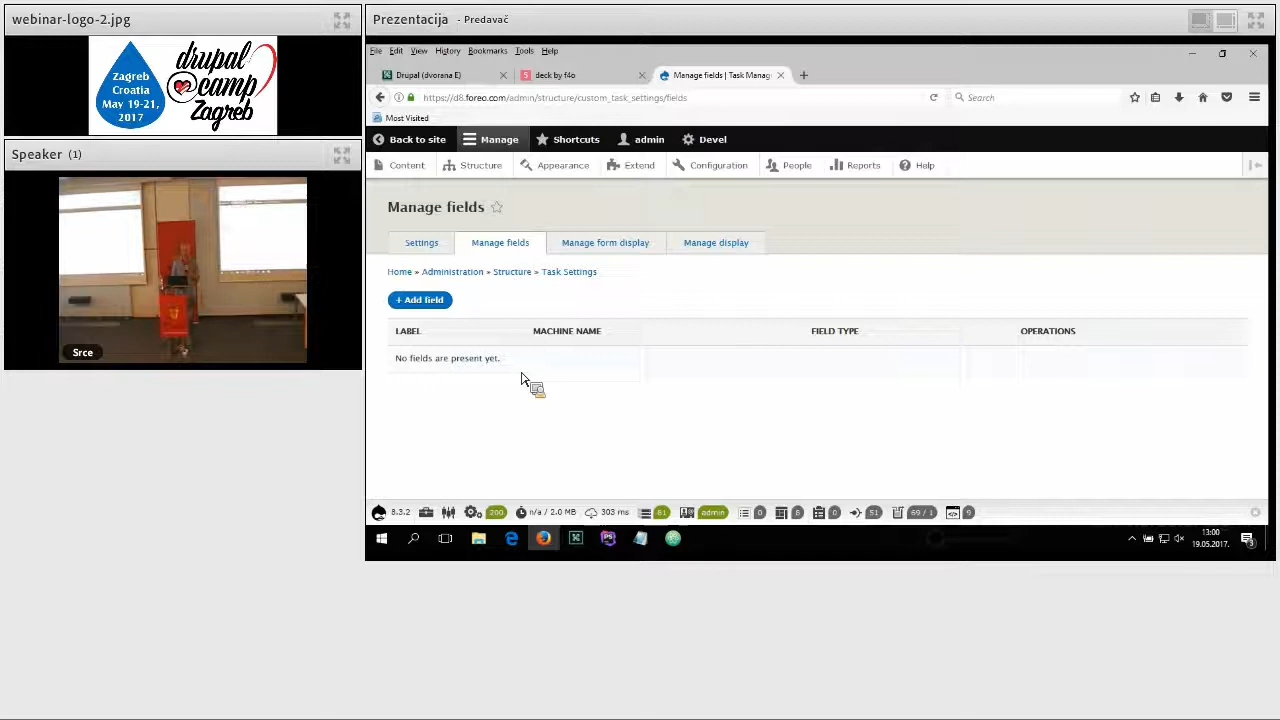 webinar-logo-2.jpg
Zagreb
Croatia
May 19-21,
2017
drupal
camp
Zagreb
Speaker (1)
Srce
Prezentacija - Predavač
File Edit View History Bookmarks Tools Help
Drupal (dvorana E)
deck by f4o
Manage fields | Task Manag
https://d8.foreo.com/admin/structure/custom_task_settings/fields
Search
Most Visited
Back to site Manage Shortcuts admin Devel
Content Structure Appearance Extend Configuration People Reports Help
Manage fields
Settings Manage fields Manage form display Manage display
Home » Administration » Structure » Task Settings
+ Add field
LABEL MACHINE NAME FIELD TYPE OPERATIONS
No fields are present yet.
8.3.2 200 n/a / 2.0 MB 303 ms 61 admin 0 8 0 51 69 / 1 9
13:00
19.05.2017.